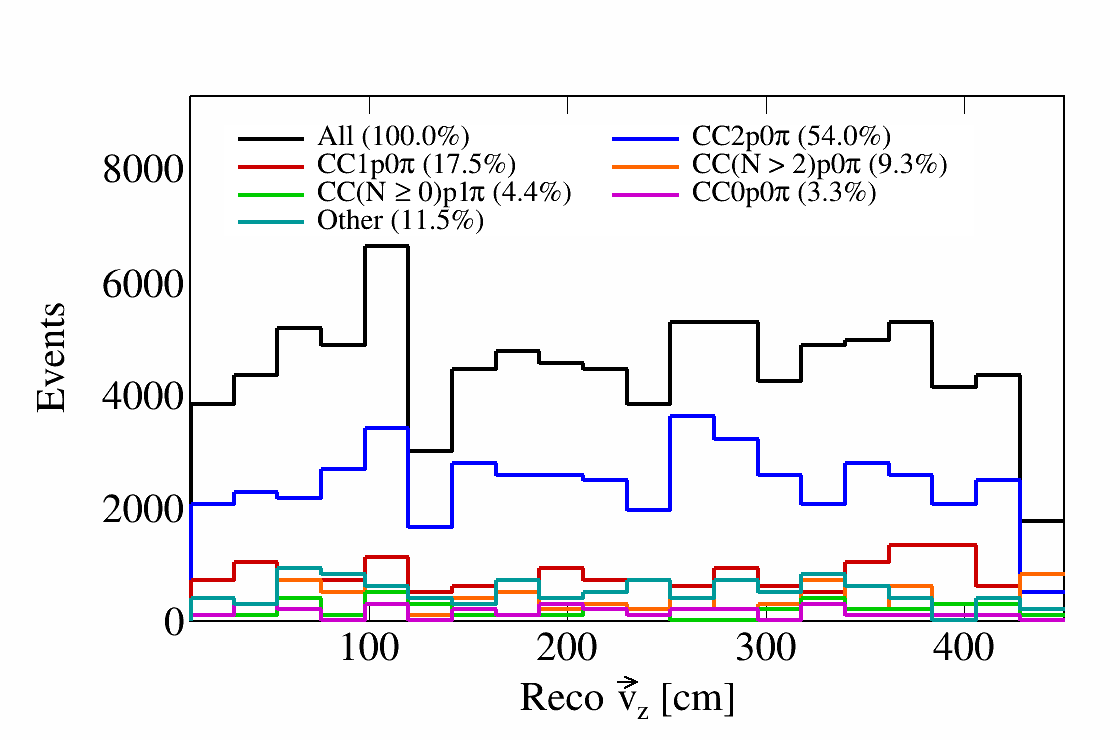 All (100.0%)
CC2p0π (54.0%)
CC1p0π (17.5%)
CC(N > 2)p0π (9.3%)
CC(N ≥ 0)p1π (4.4%)
CC0p0π (3.3%)
Other (11.5%)
8000
6000
4000
2000
0
Events
100
200
300
400
Reco v⃗z [cm]